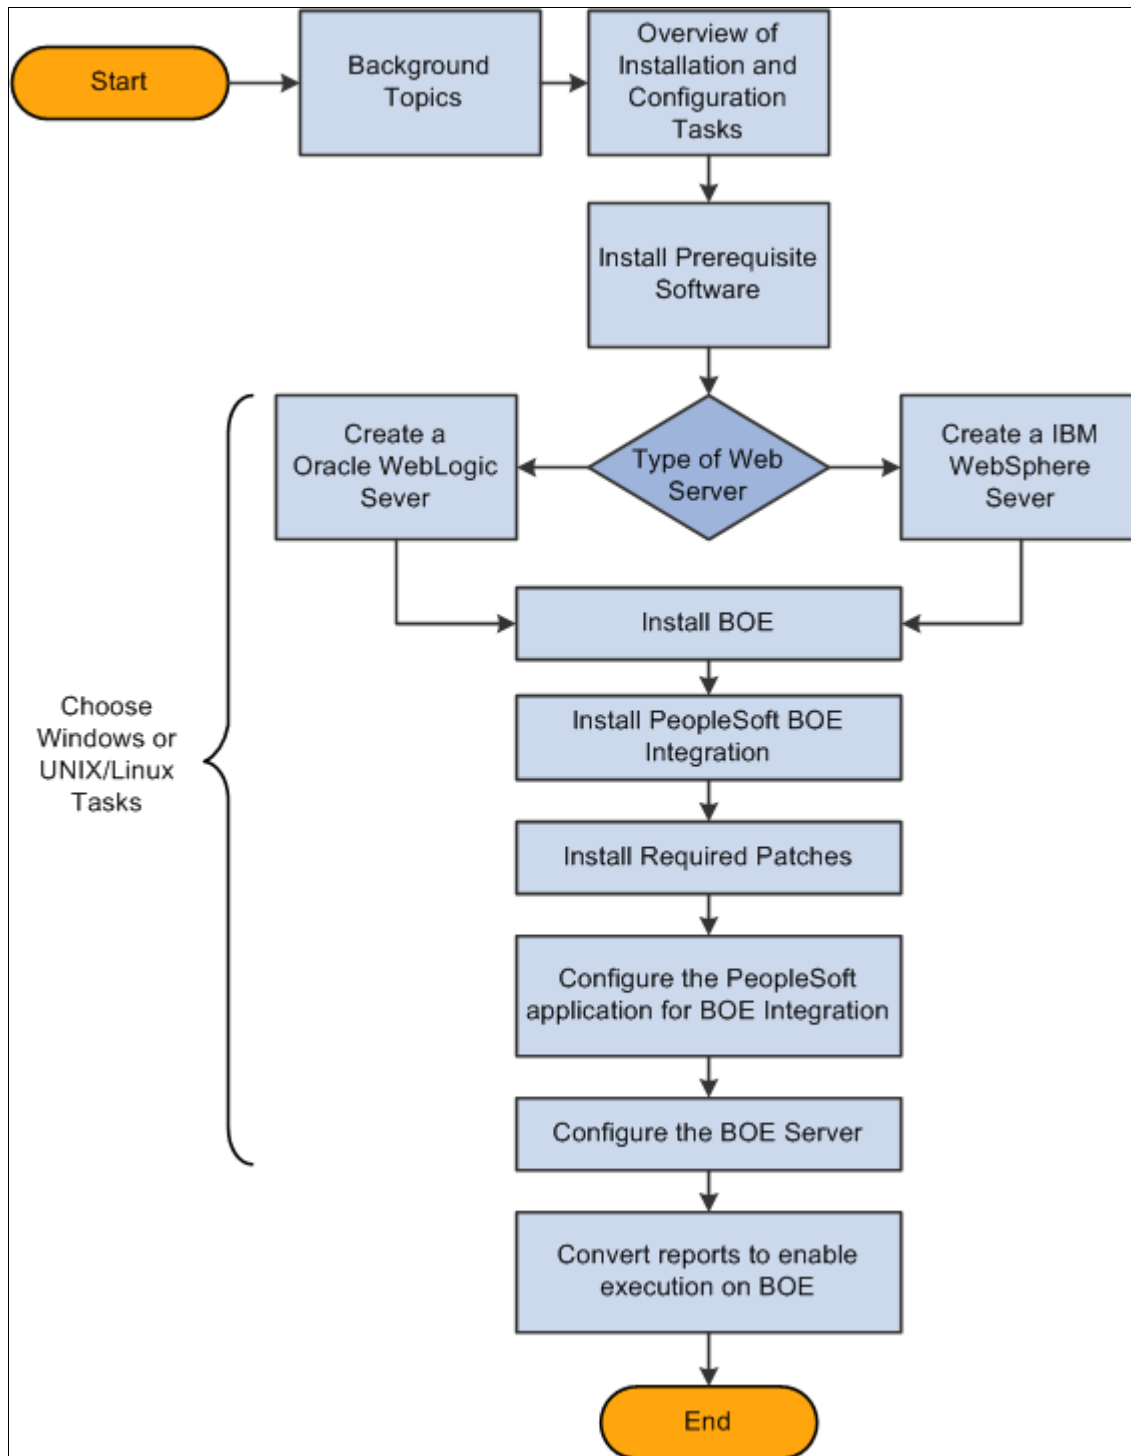 Start
Background
Topics
Overview of
Installation and
Configuration
Tasks
Install Prerequisite
Software
Create a
Oracle WebLogic
Sever
Type of Web
Server
Create a IBM
WebSphere
Sever
Install BOE
Choose
Windows or
UNIX/Linux
Tasks
Install PeopleSoft BOE
Integration
Install Required Patches
Configure the PeopleSoft
application for BOE Integration
Configure the BOE Server
Convert reports to enable
execution on BOE
End